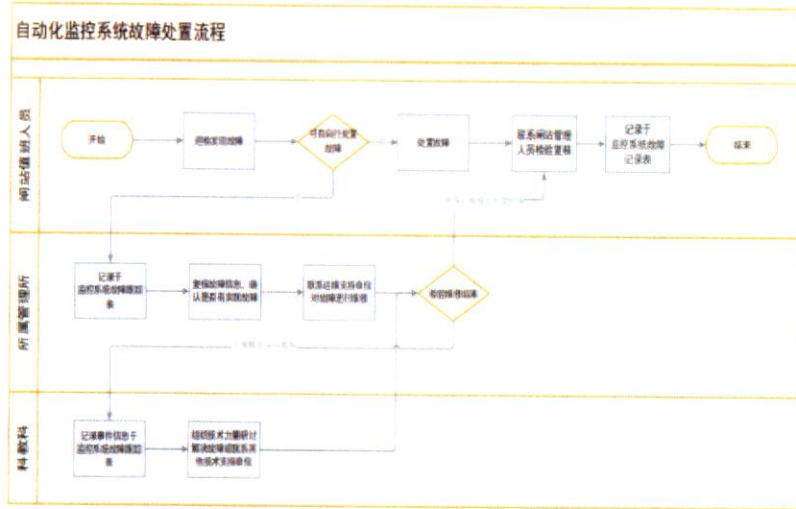 自动化监控系统故障处置流程
闸站值班人员
开始
巡检发现故障
可自行处置
故障
处置故障
联系闸站管理
人员检验复核
记录于
监控系统故障
记录表
结束
所属管理所
记录于
监控系统故障跟踪
表
复核故障信息、确
认是否有实际故障
联系运维支持单位
对故障进行维修
检验维修结果
科教科
记录事件信息于
监控系统故障跟踪
表
组织技术力量研讨
解决故障或联系其
他技术支持单位